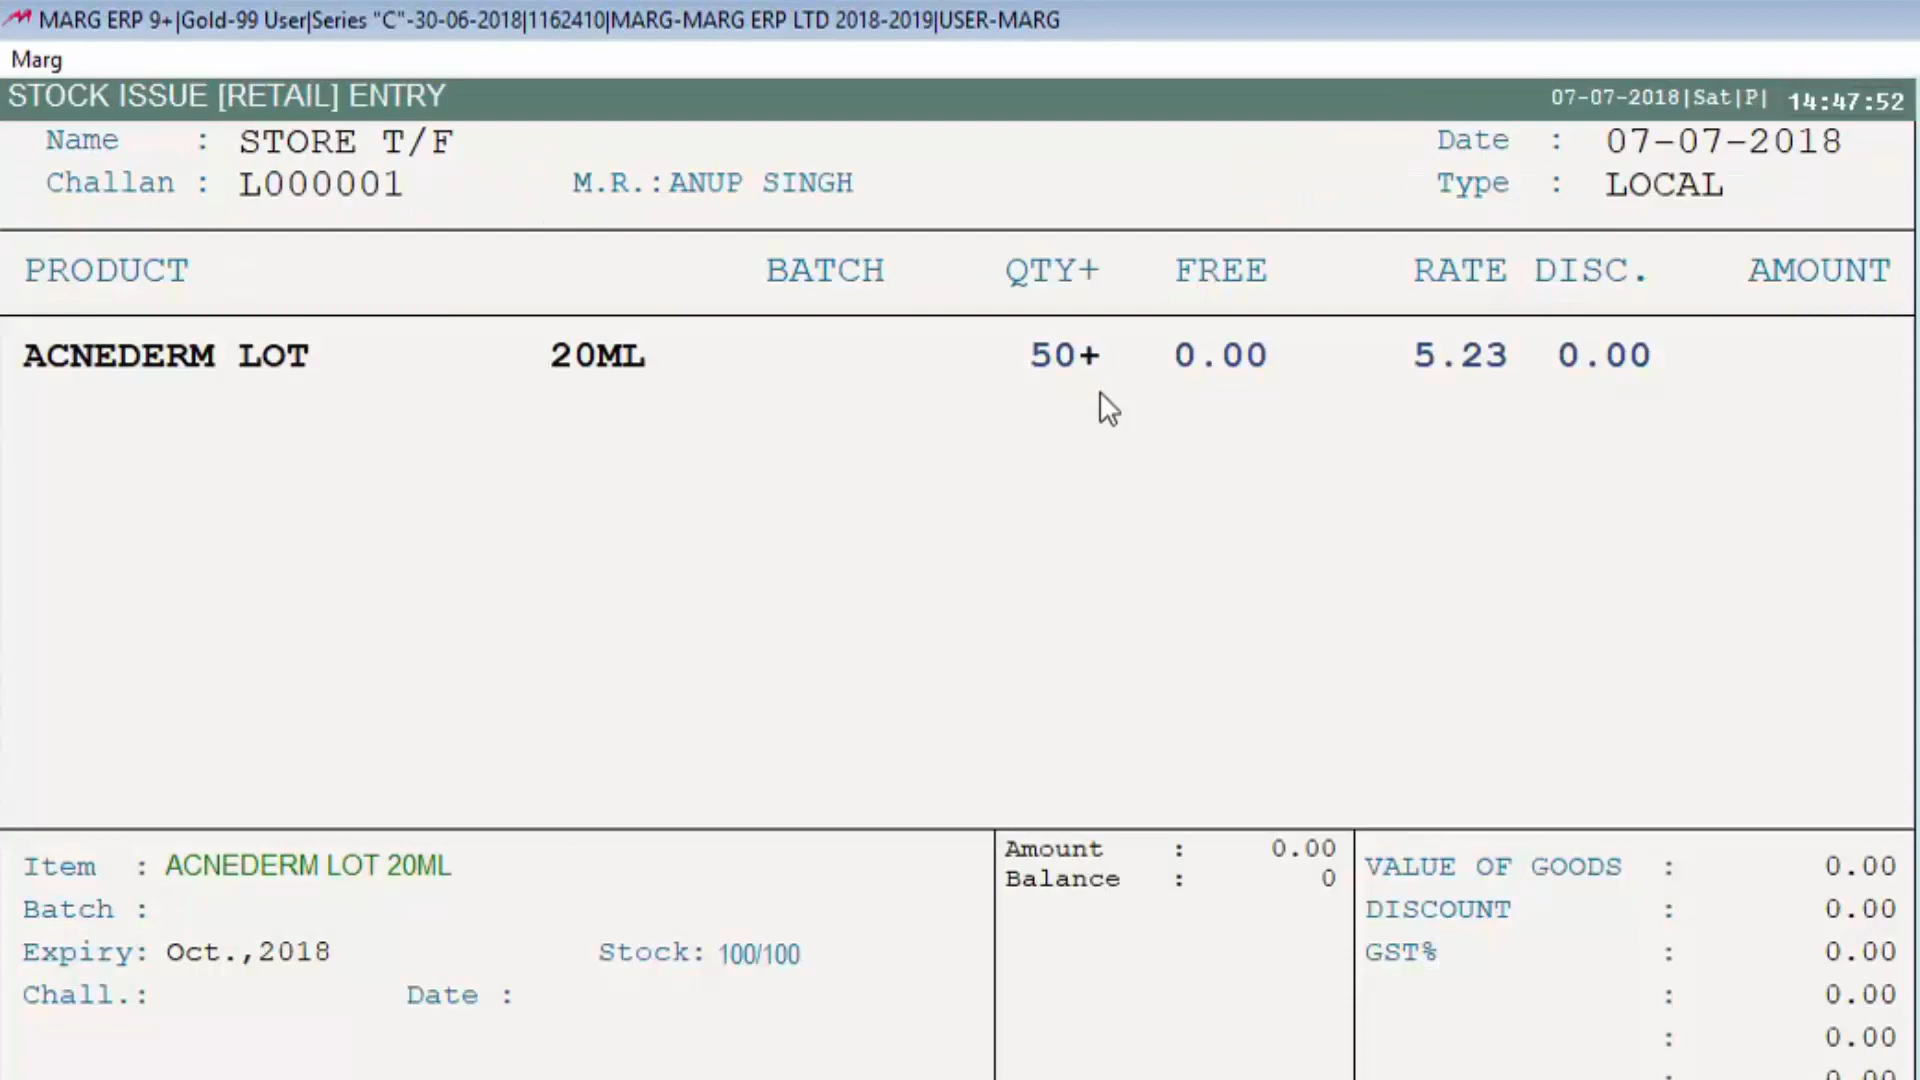 MARG ERP 9+|Gold-99 User|Series "C"-30-06-2018|1162410|MARG-MARG ERP LTD 2018-2019|USER-MARG
Marg
STOCK ISSUE [RETAIL] ENTRY 07-07-2018|Sat|P| 14:47:52
Name : STORE T/F Date : 07-07-2018
Challan : L000001 M.R.:ANUP SINGH Type : LOCAL
PRODUCT BATCH QTY+ FREE RATE DISC. AMOUNT
ACNEDERM LOT 20ML 50+ 0.00 5.23 0.00
Item : ACNEDERM LOT 20ML
Batch :
Expiry: Oct.,2018 Stock: 100/100
Chall.: Date :
Amount : 0.00
Balance : 0
VALUE OF GOODS : 0.00
DISCOUNT : 0.00
GST% : 0.00
: 0.00
: 0.00
: 0.00